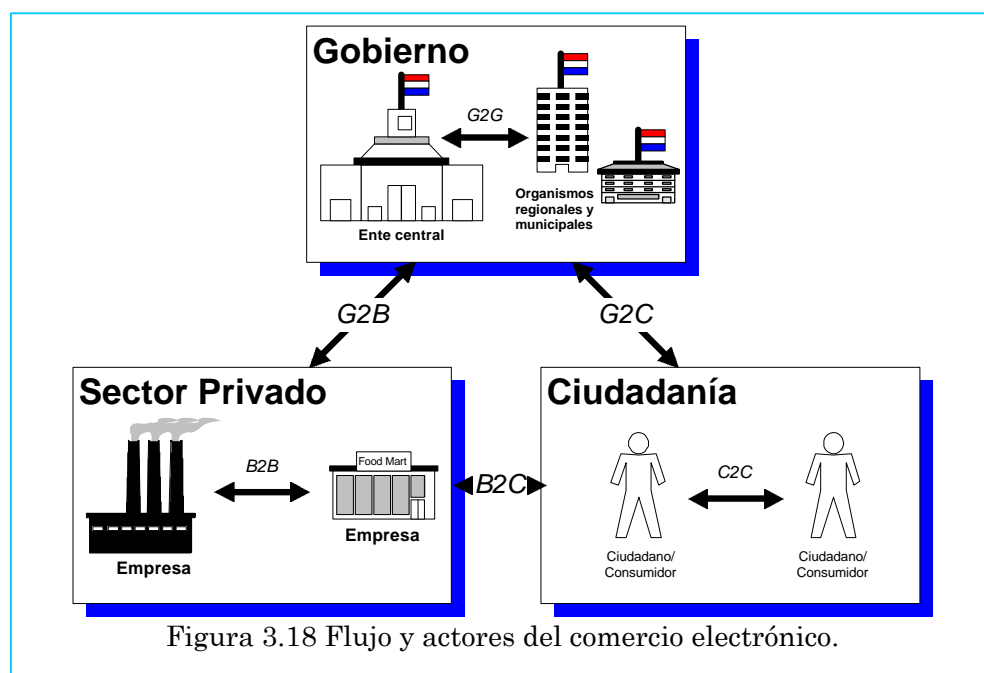 Gobierno
G2G
Ente central
Organismos
regionales y
municipales
G2B
G2C
Sector Privado
B2B
Food Mart
Empresa
Empresa
B2C
Ciudadanía
C2C
Ciudadano/
Consumidor
Ciudadano/
Consumidor
Figura 3.18 Flujo y actores del comercio electrónico.